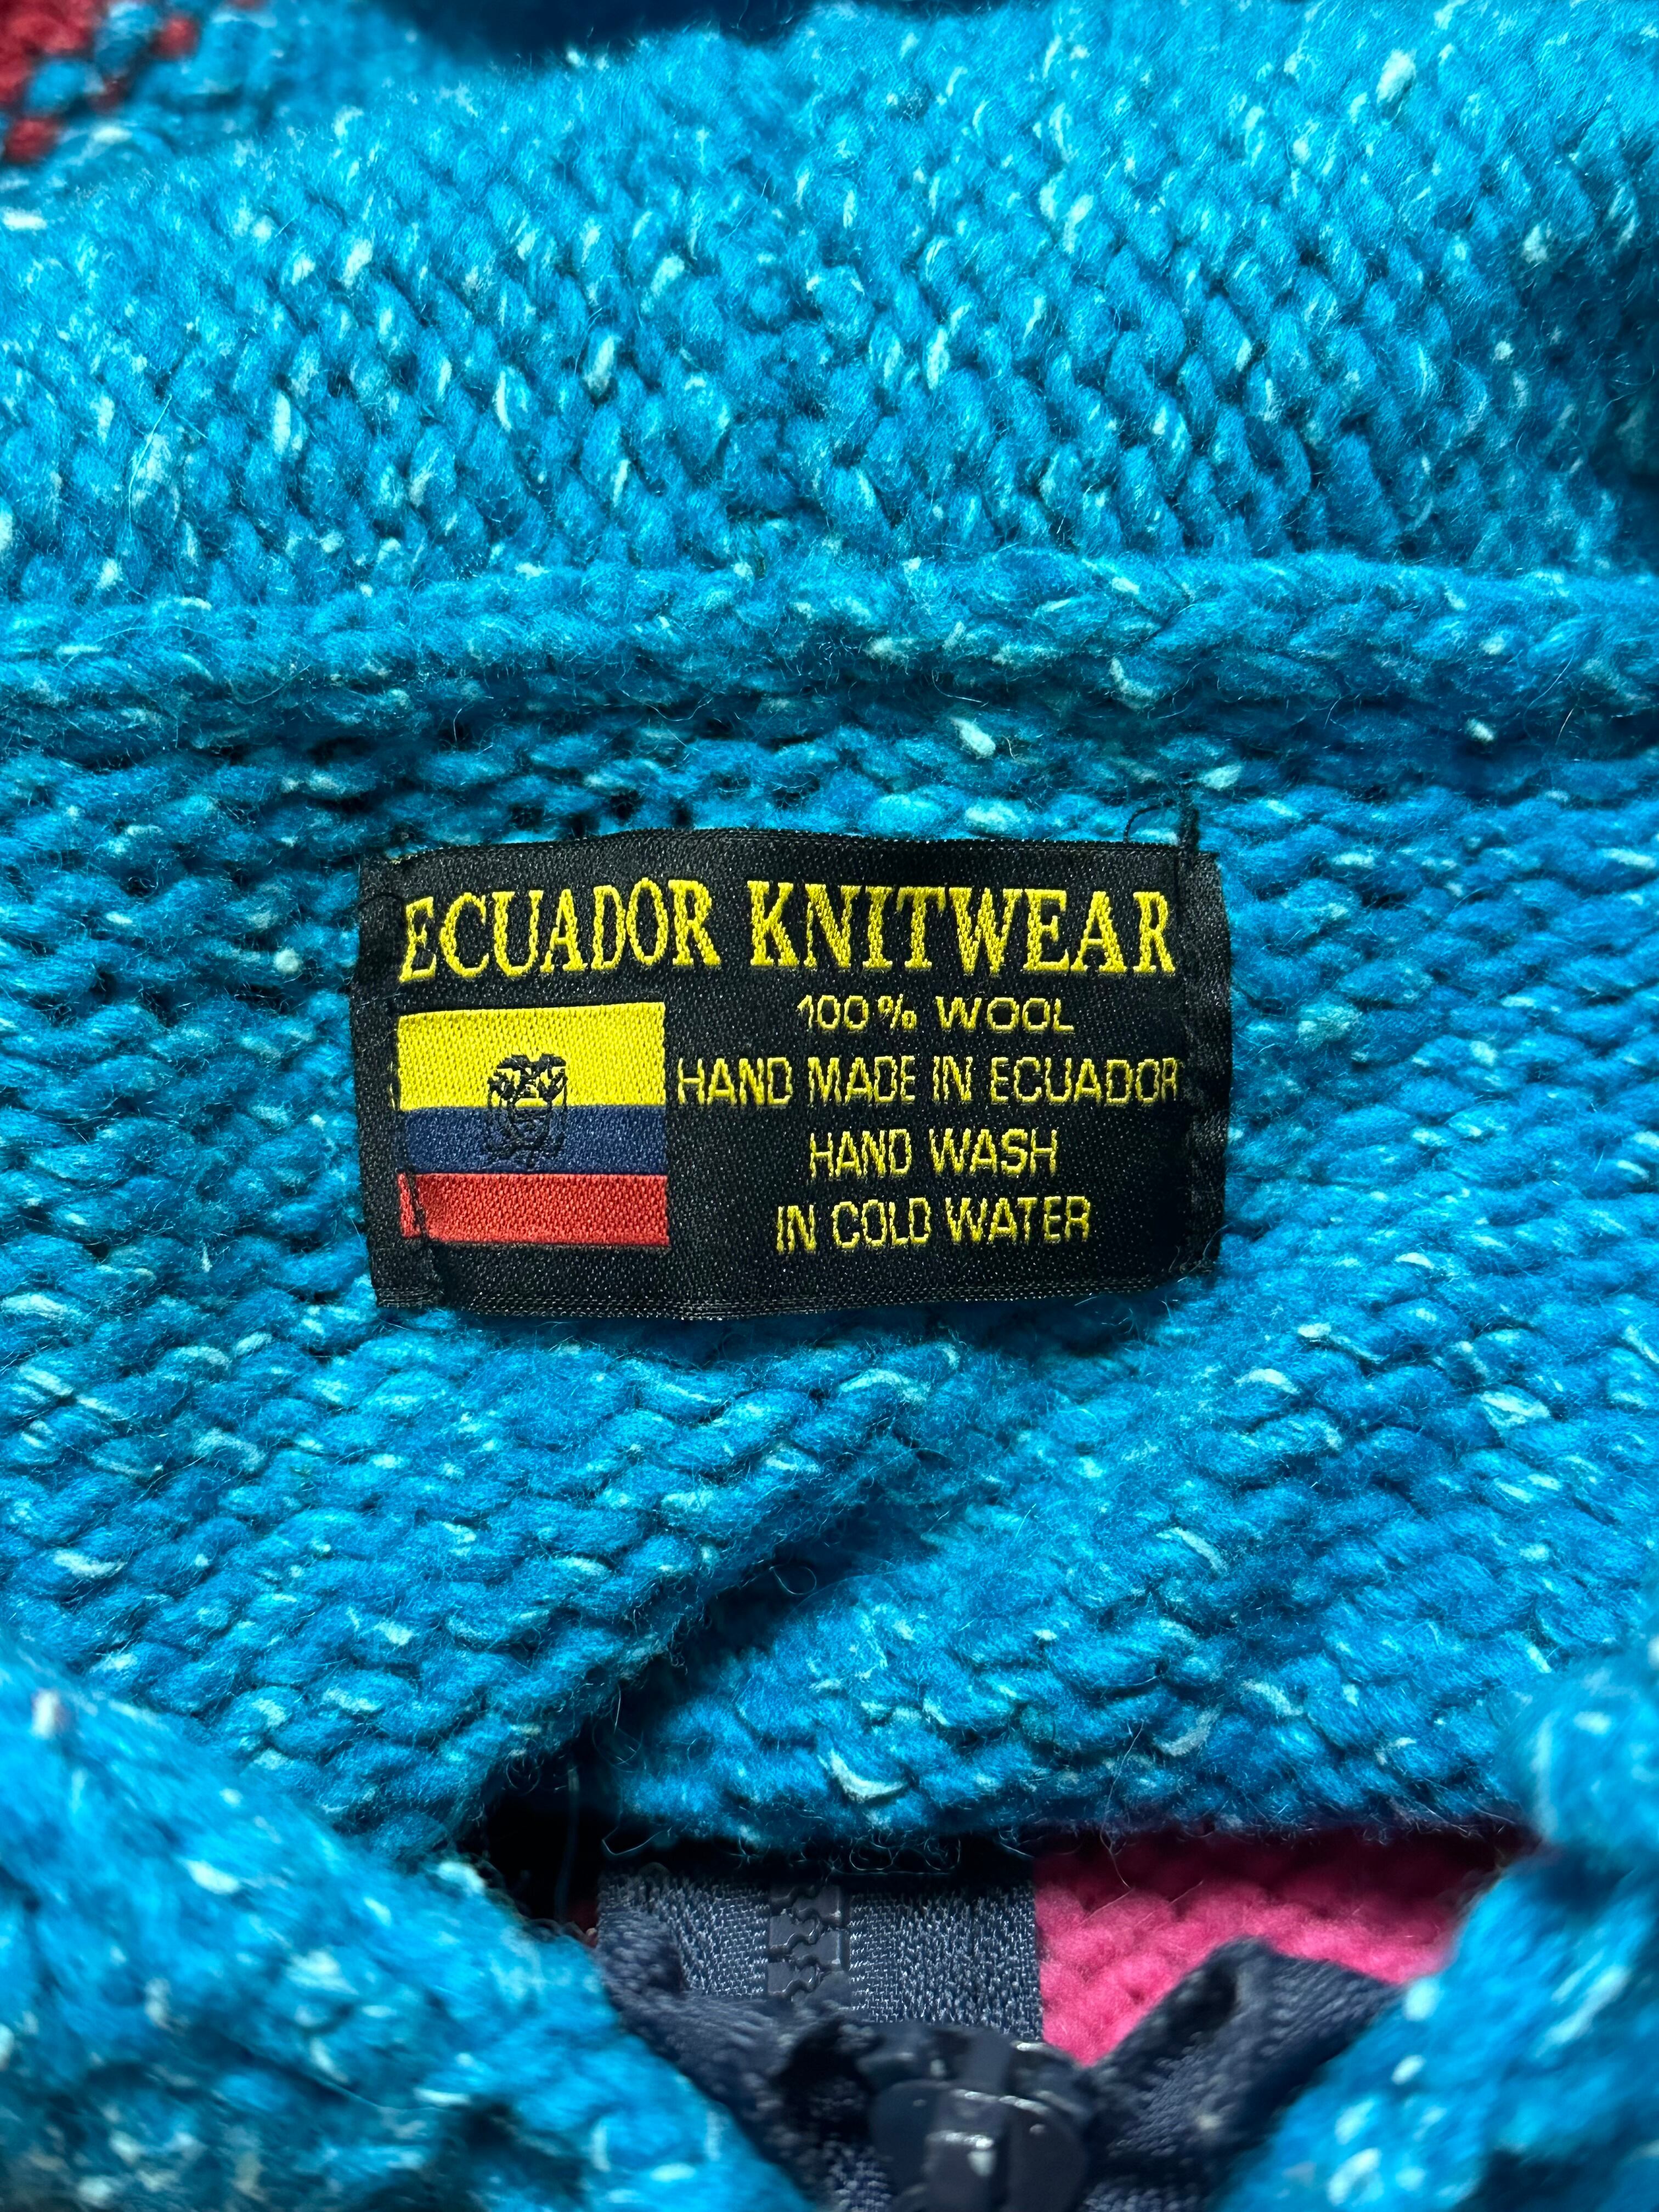 ECUADOR KNITWEAR
100% WOOL
HAND MADE IN ECUADOR
HAND WASH
IN COLD WATER